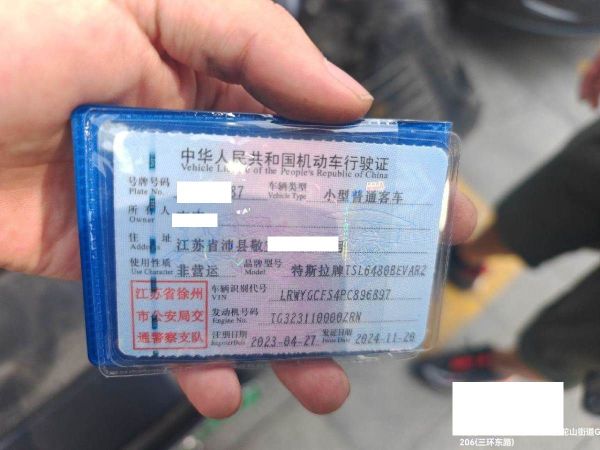 中华人民共和国机动车行驶证
Vehicle License of the People's Republic of China
号牌号码 87 车辆类型 小型普通客车
Plate No. Vehicle Type
所有人
Owner
住址 江苏省沛县敬
Address
使用性质 非营运 品牌型号 特斯拉牌TSL6480BEVAR2
Use Character Model
江苏省徐州 车辆识别代号 LRWYGCFS4PC896897
VIN
市公安局交 发动机号码 TG323110000ZRN
Engine No.
通警察支队 注册日期 2023-04-27 发证日期 2024-11-20
Register Date Issue Date
山街道G
206(三环东路)